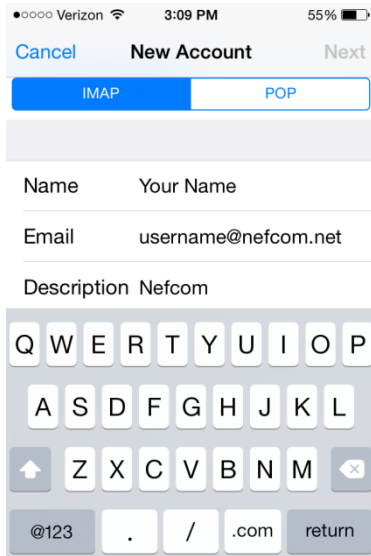 Verizon 3:09 PM 55%
Cancel New Account Next
IMAP POP
Name Your Name
Email username@nefcom.net
Description Nefcom
Q W E R T Y U I O P
A S D F G H J K L
Z X C V B N M
@123 . / .com return